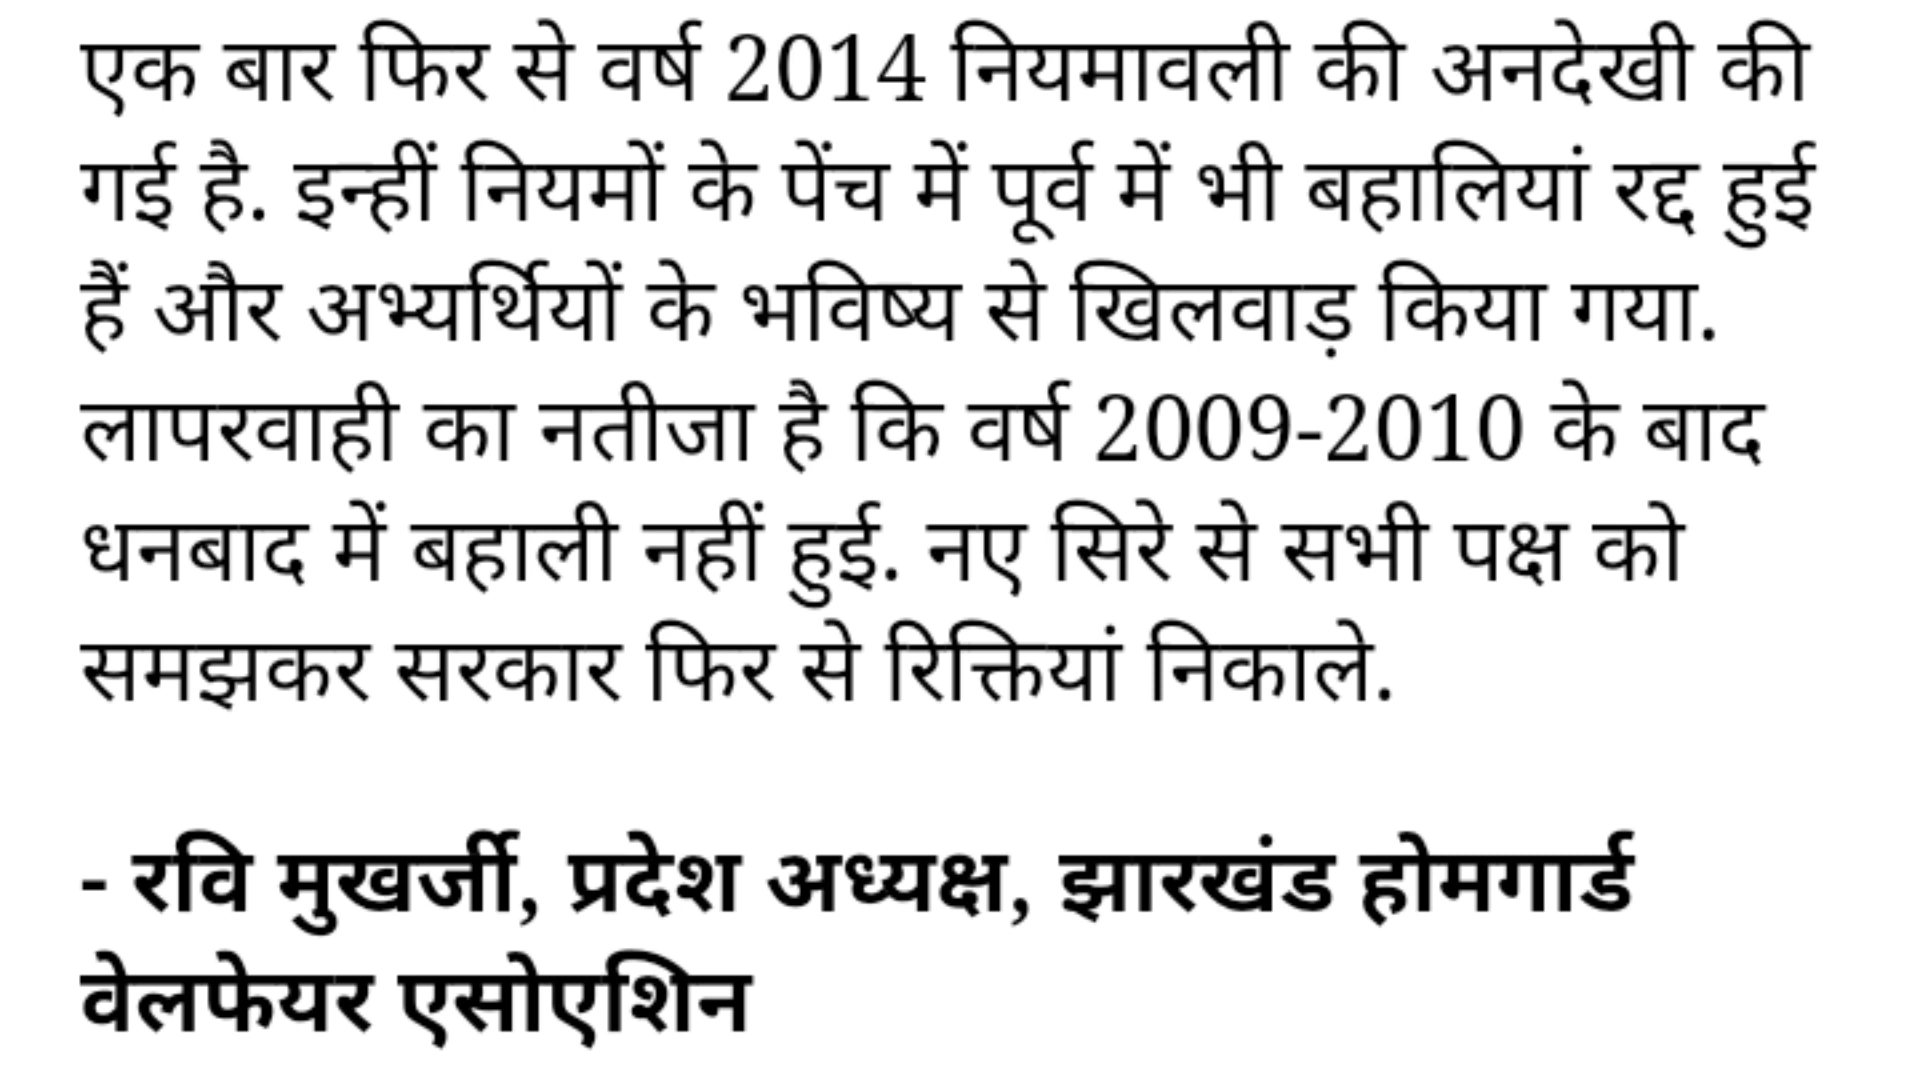 एक बार फिर से वर्ष 2014 नियमावली की अनदेखी की
गई है. इन्हीं नियमों के पेंच में पूर्व में भी बहालियां रद्द हुई
हैं और अभ्यर्थियों के भविष्य से खिलवाड़ किया गया.
लापरवाही का नतीजा है कि वर्ष 2009-2010 के बाद
धनबाद में बहाली नहीं हुई. नए सिरे से सभी पक्ष को
समझकर सरकार फिर से रिक्तियां निकाले.
- रवि मुखर्जी, प्रदेश अध्यक्ष, झारखंड होमगार्ड
वेलफेयर एसोएशिन